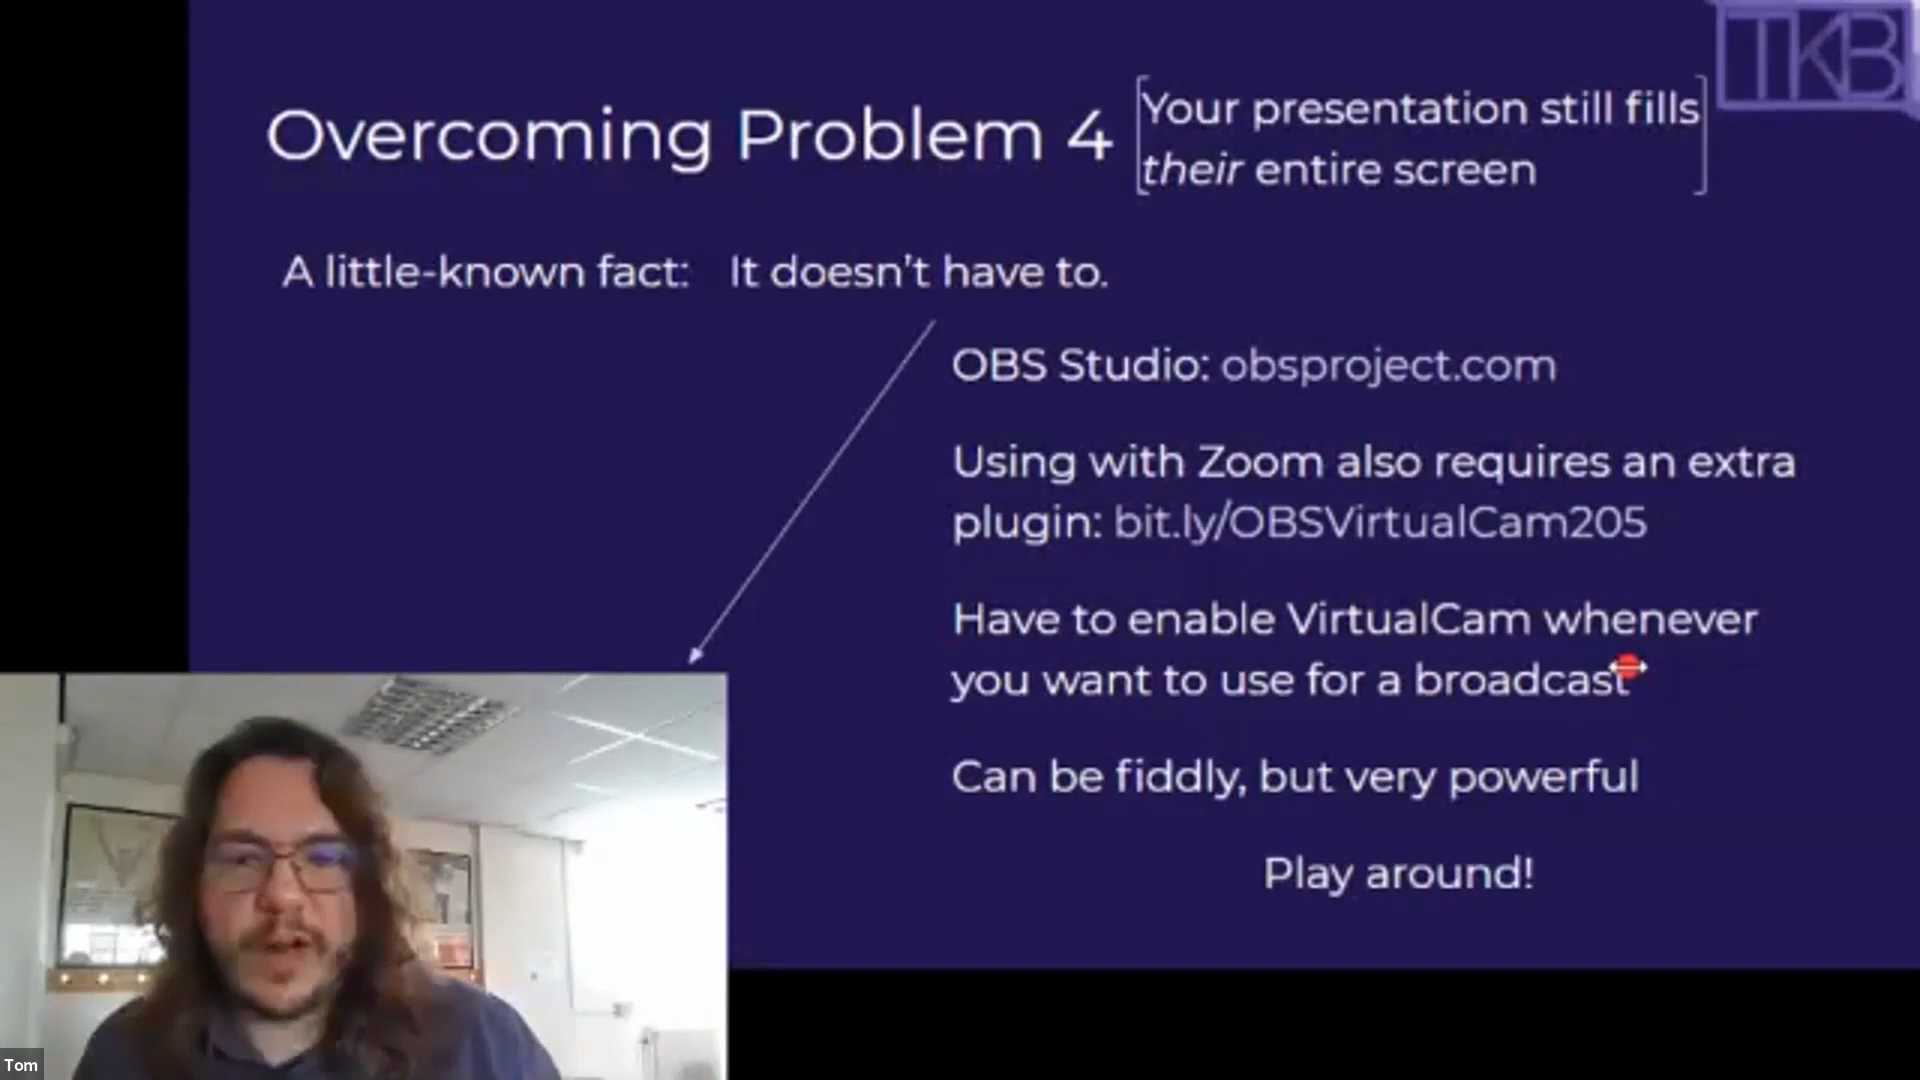 TKB
Overcoming Problem 4
Your presentation still fills
their entire screen
A little-known fact: It doesn't have to.
OBS Studio: obsproject.com
Using with Zoom also requires an extra
plugin: bit.ly/OBSVirtualCam205
Have to enable VirtualCam whenever
you want to use for a broadcast
Can be fiddly, but very powerful
Play around!
Tom